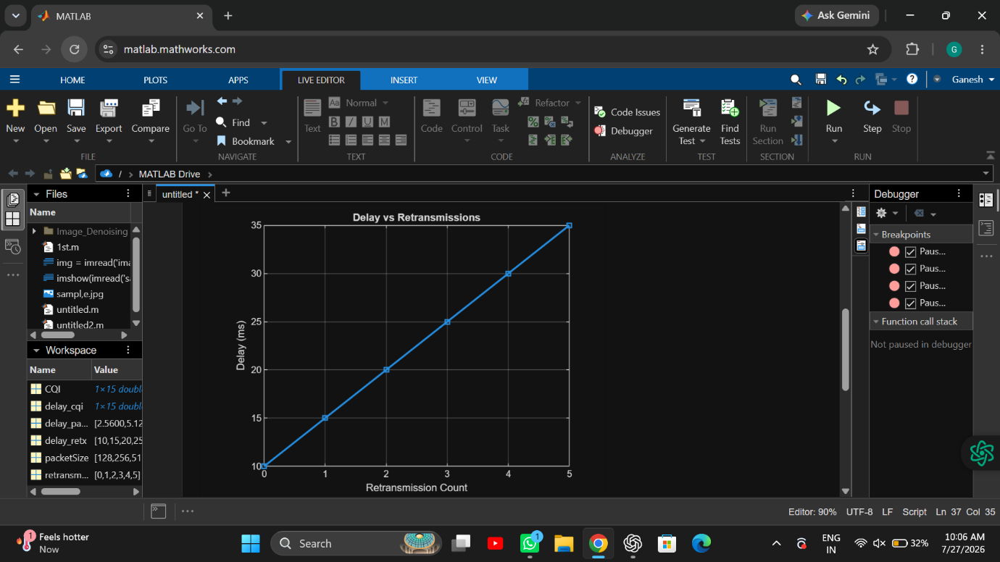 MATLAB
Ask Gemini
matlab.mathworks.com
G
HOME PLOTS APPS LIVE EDITOR INSERT VIEW
Ganesh
New Open Save Export Compare
Go To
Find
Bookmark
Text
Aa Normal
B I U M
Code Control Task
Refactor
Code Issues
Debugger
Generate Test
Find Tests
Run Section
Run Step Stop
FILE NAVIGATE TEXT CODE ANALYZE TEST SECTION RUN
/ > MATLAB Drive >
Files
Name
Image_Denoising
1st.m
img = imread('ima
imshow(imread('sa
sampl,e.jpg
untitled.m
untitled2.m
Workspace
Name Value
CQI 1×15 doubl
delay_cqi 1×15 doubl
delay_pa... [2.5600,5.12
delay_retx [10,15,20,25
packetSize [128,256,51
retransm... [0,1,2,3,4,5]
untitled *
Delay vs Retransmissions
35
30
25
20
15
10
Delay (ms)
0 1 2 3 4 5
Retransmission Count
Debugger
Breakpoints
Paus...
Paus...
Paus...
Paus...
Function call stack
Not paused in debugger
Editor: 90% UTF-8 LF Script Ln 37 Col 35
1
Feels hotter
Now
Search
1
ENG
IN
32%
10:06 AM
7/27/2026